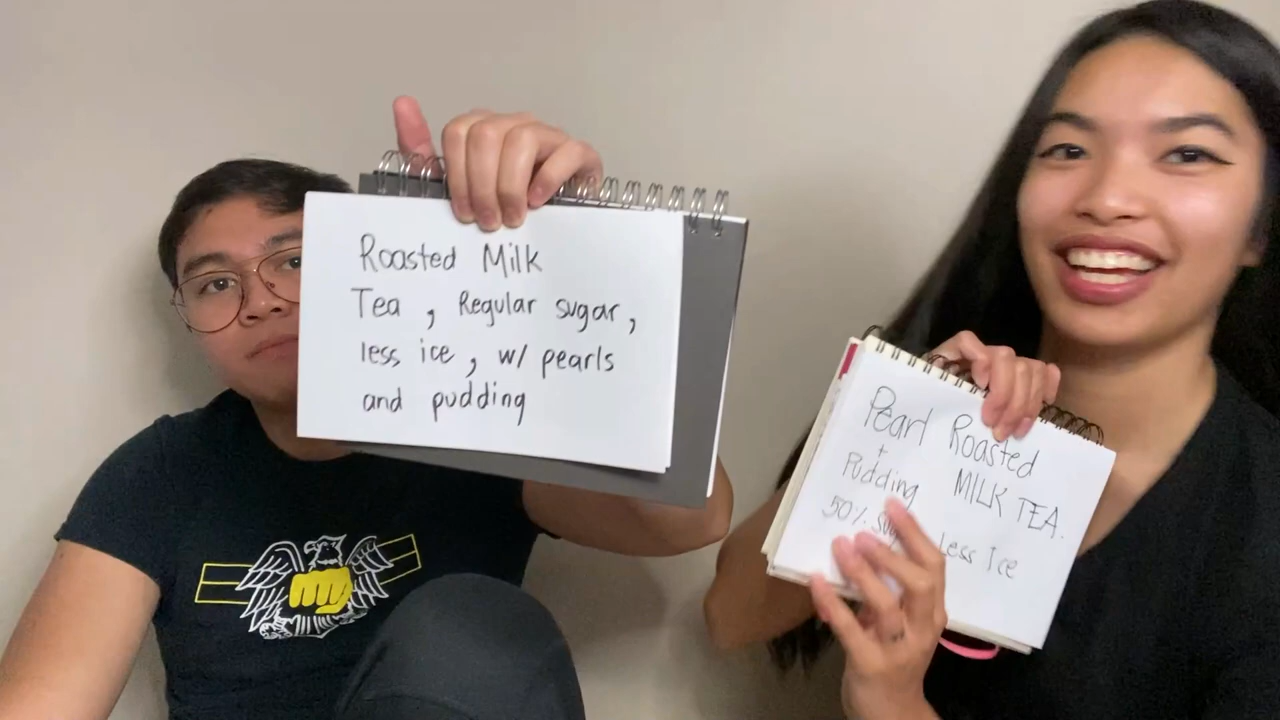 Roasted Milk
Tea, Regular sugar,
less ice, w/ pearls
and pudding
Pearl Roasted
+
Pudding MILK TEA.
50% Less Ice